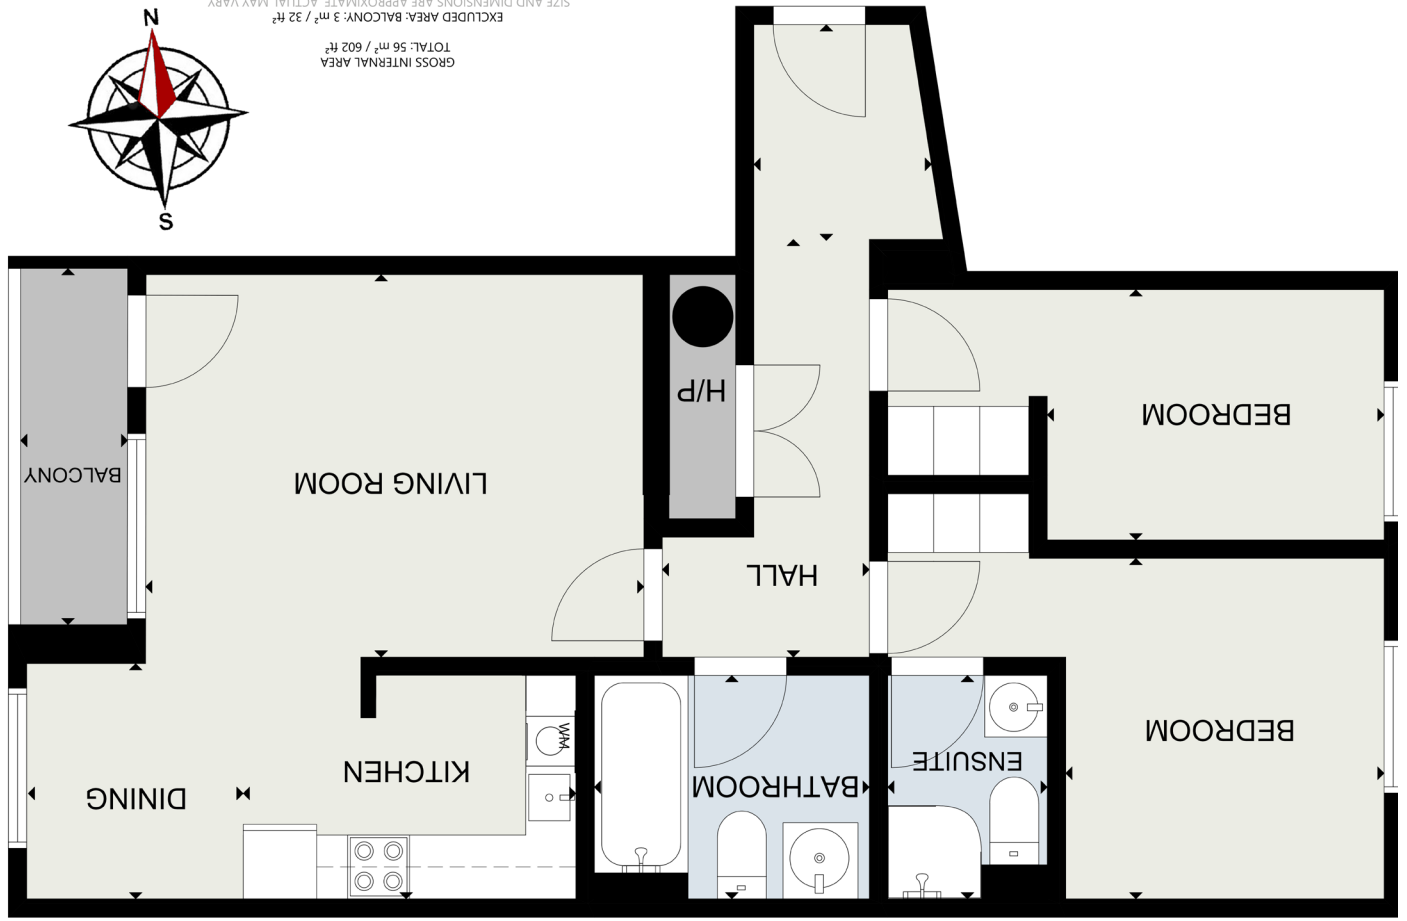 N
S
GROSS INTERNAL AREA
TOTAL: 56 m² / 602 ft²
EXCLUDED AREA: BALCONY: 3 m² / 32 ft²
SIZE AND DIMENSIONS ARE APPROXIMATE, ACTUAL MAY VARY
H/P
BEDROOM
BALCONY
LIVING ROOM
HALL
BEDROOM
WM
ENSUITE
KITCHEN
BATHROOM
DINING